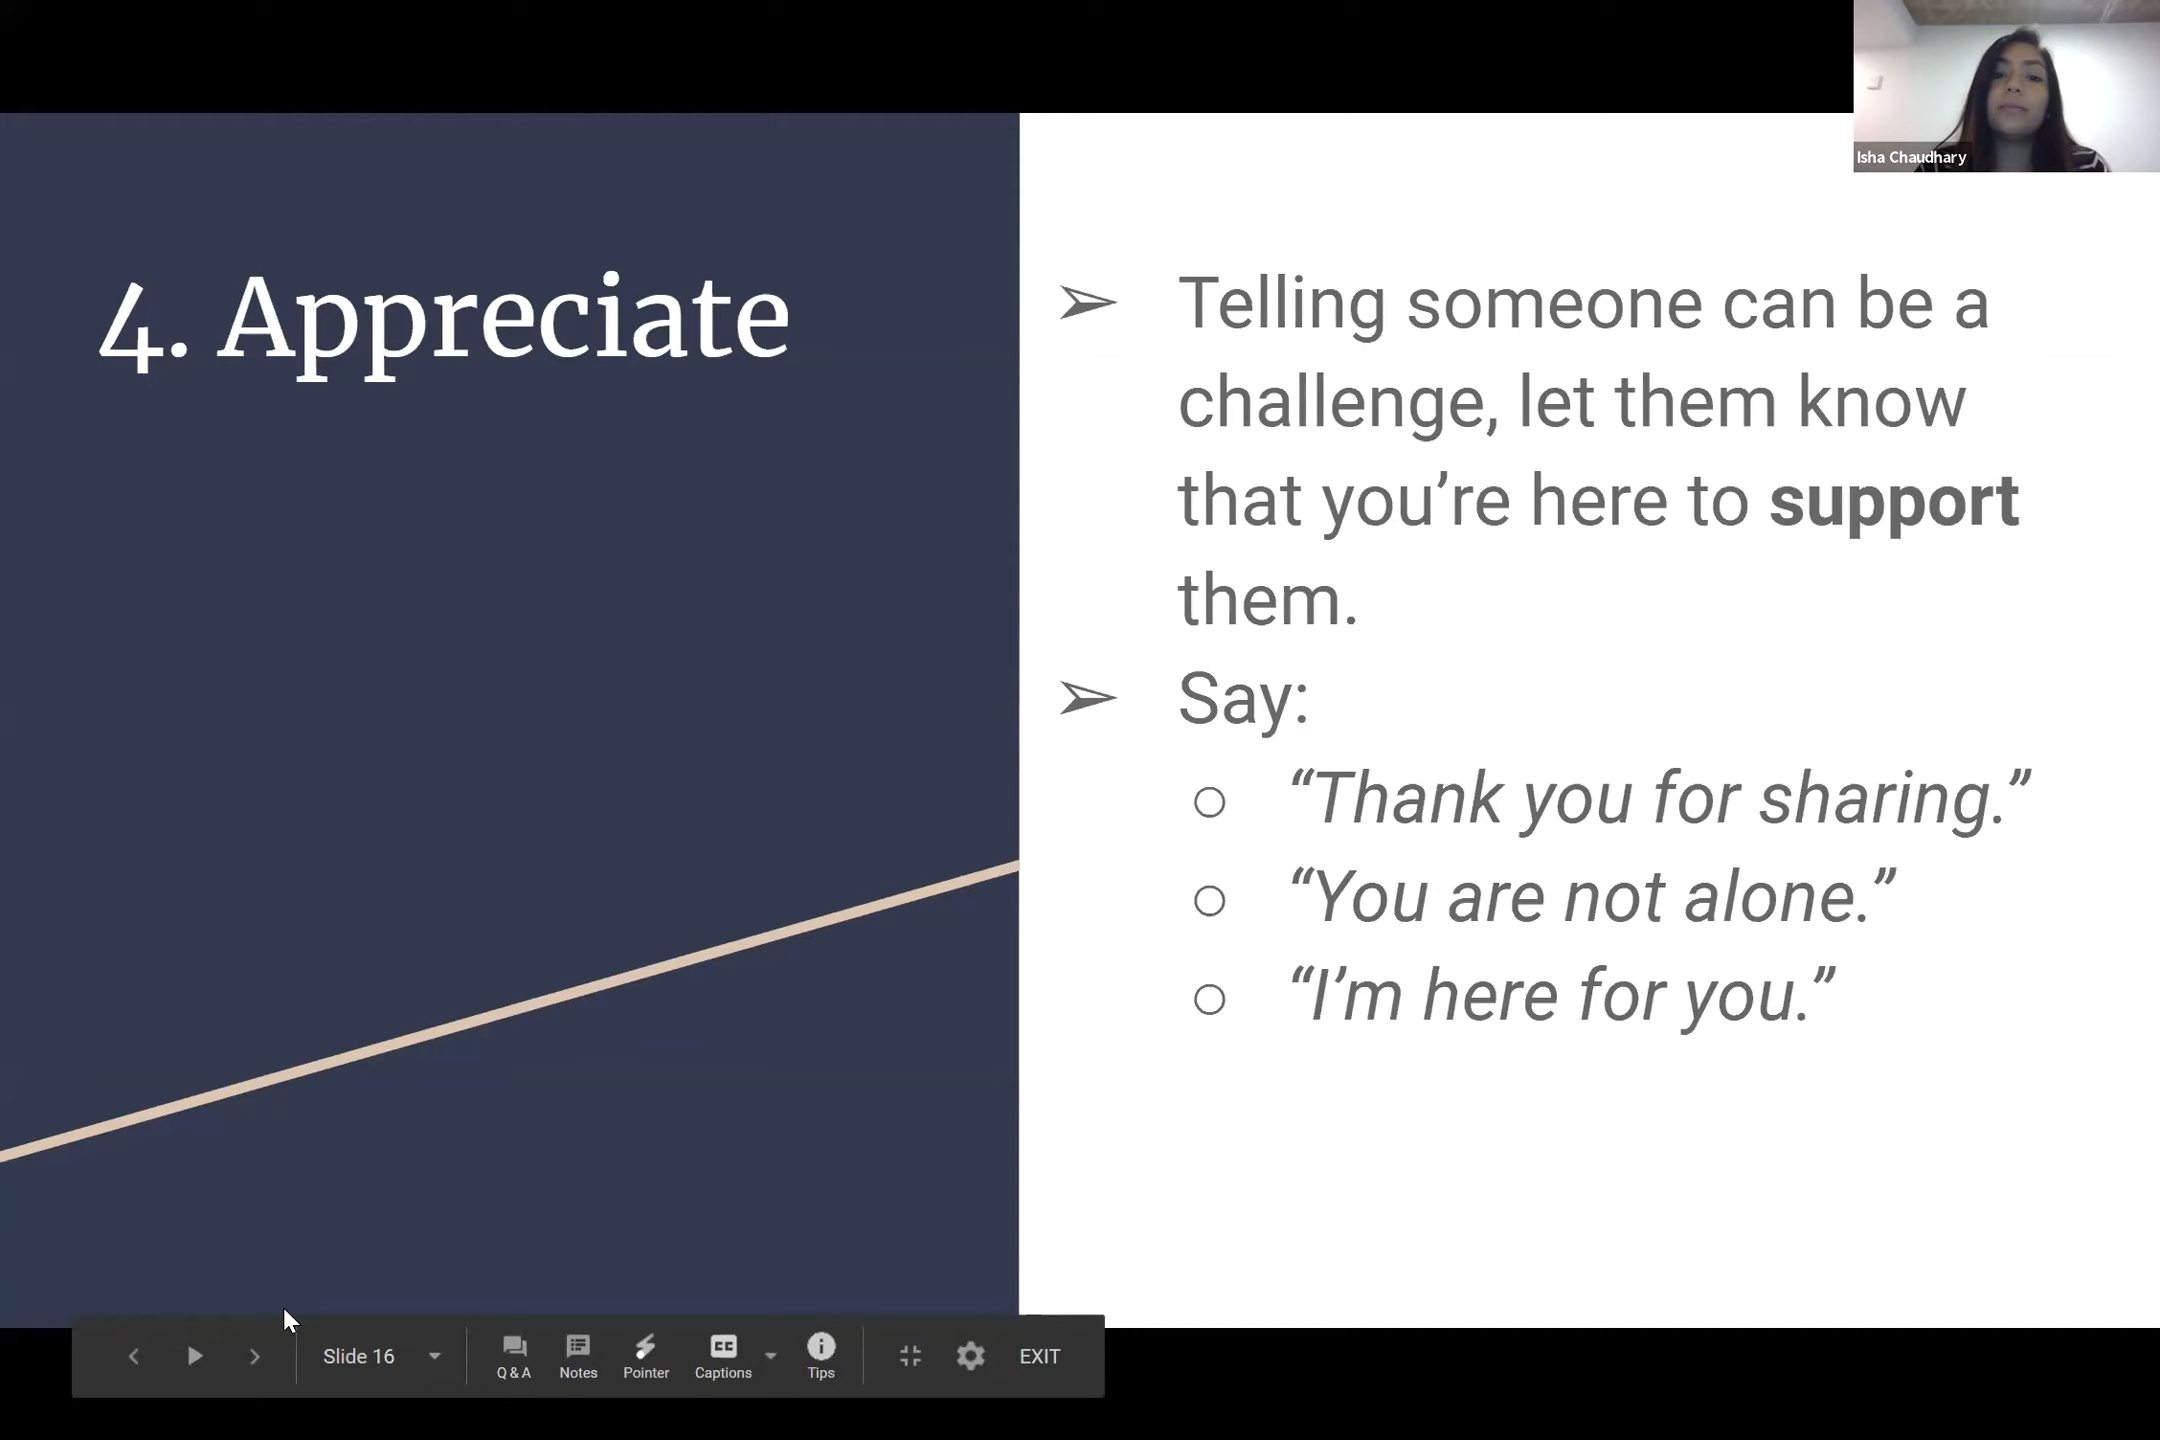 Isha Chaudhary
4. Appreciate
➢ Telling someone can be a
challenge, let them know
that you’re here to support
them.
➢ Say:
○ “Thank you for sharing.”
○ “You are not alone.”
○ “I’m here for you.”
Slide 16
Q & A
Notes
Pointer
CC
Captions
Tips
EXIT